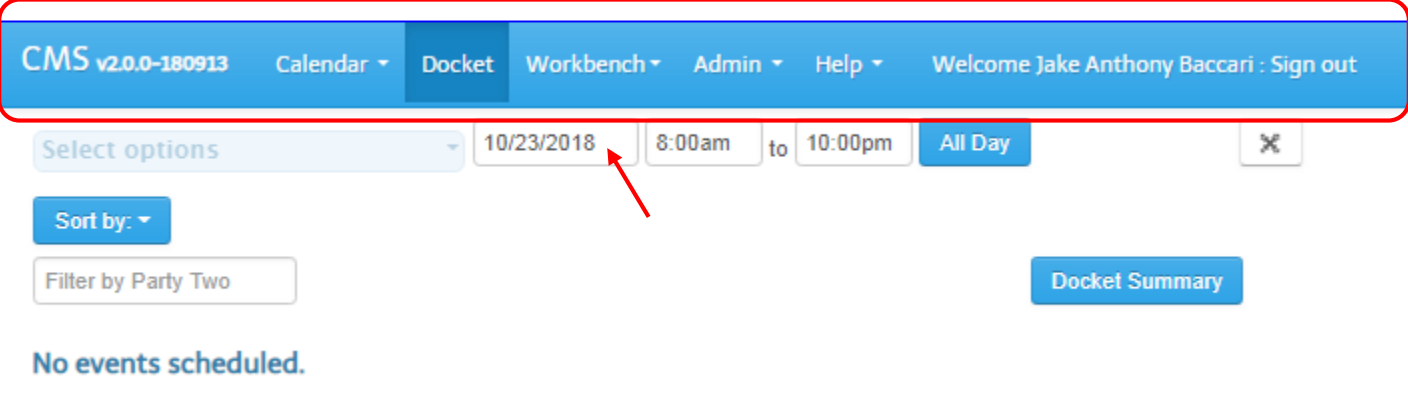 CMS v2.0.0-180913 Calendar Docket Workbench Admin Help Welcome Jake Anthony Baccari : Sign out
Select options 10/23/2018 8:00am to 10:00pm All Day
Sort by:
Filter by Party Two Docket Summary
No events scheduled.